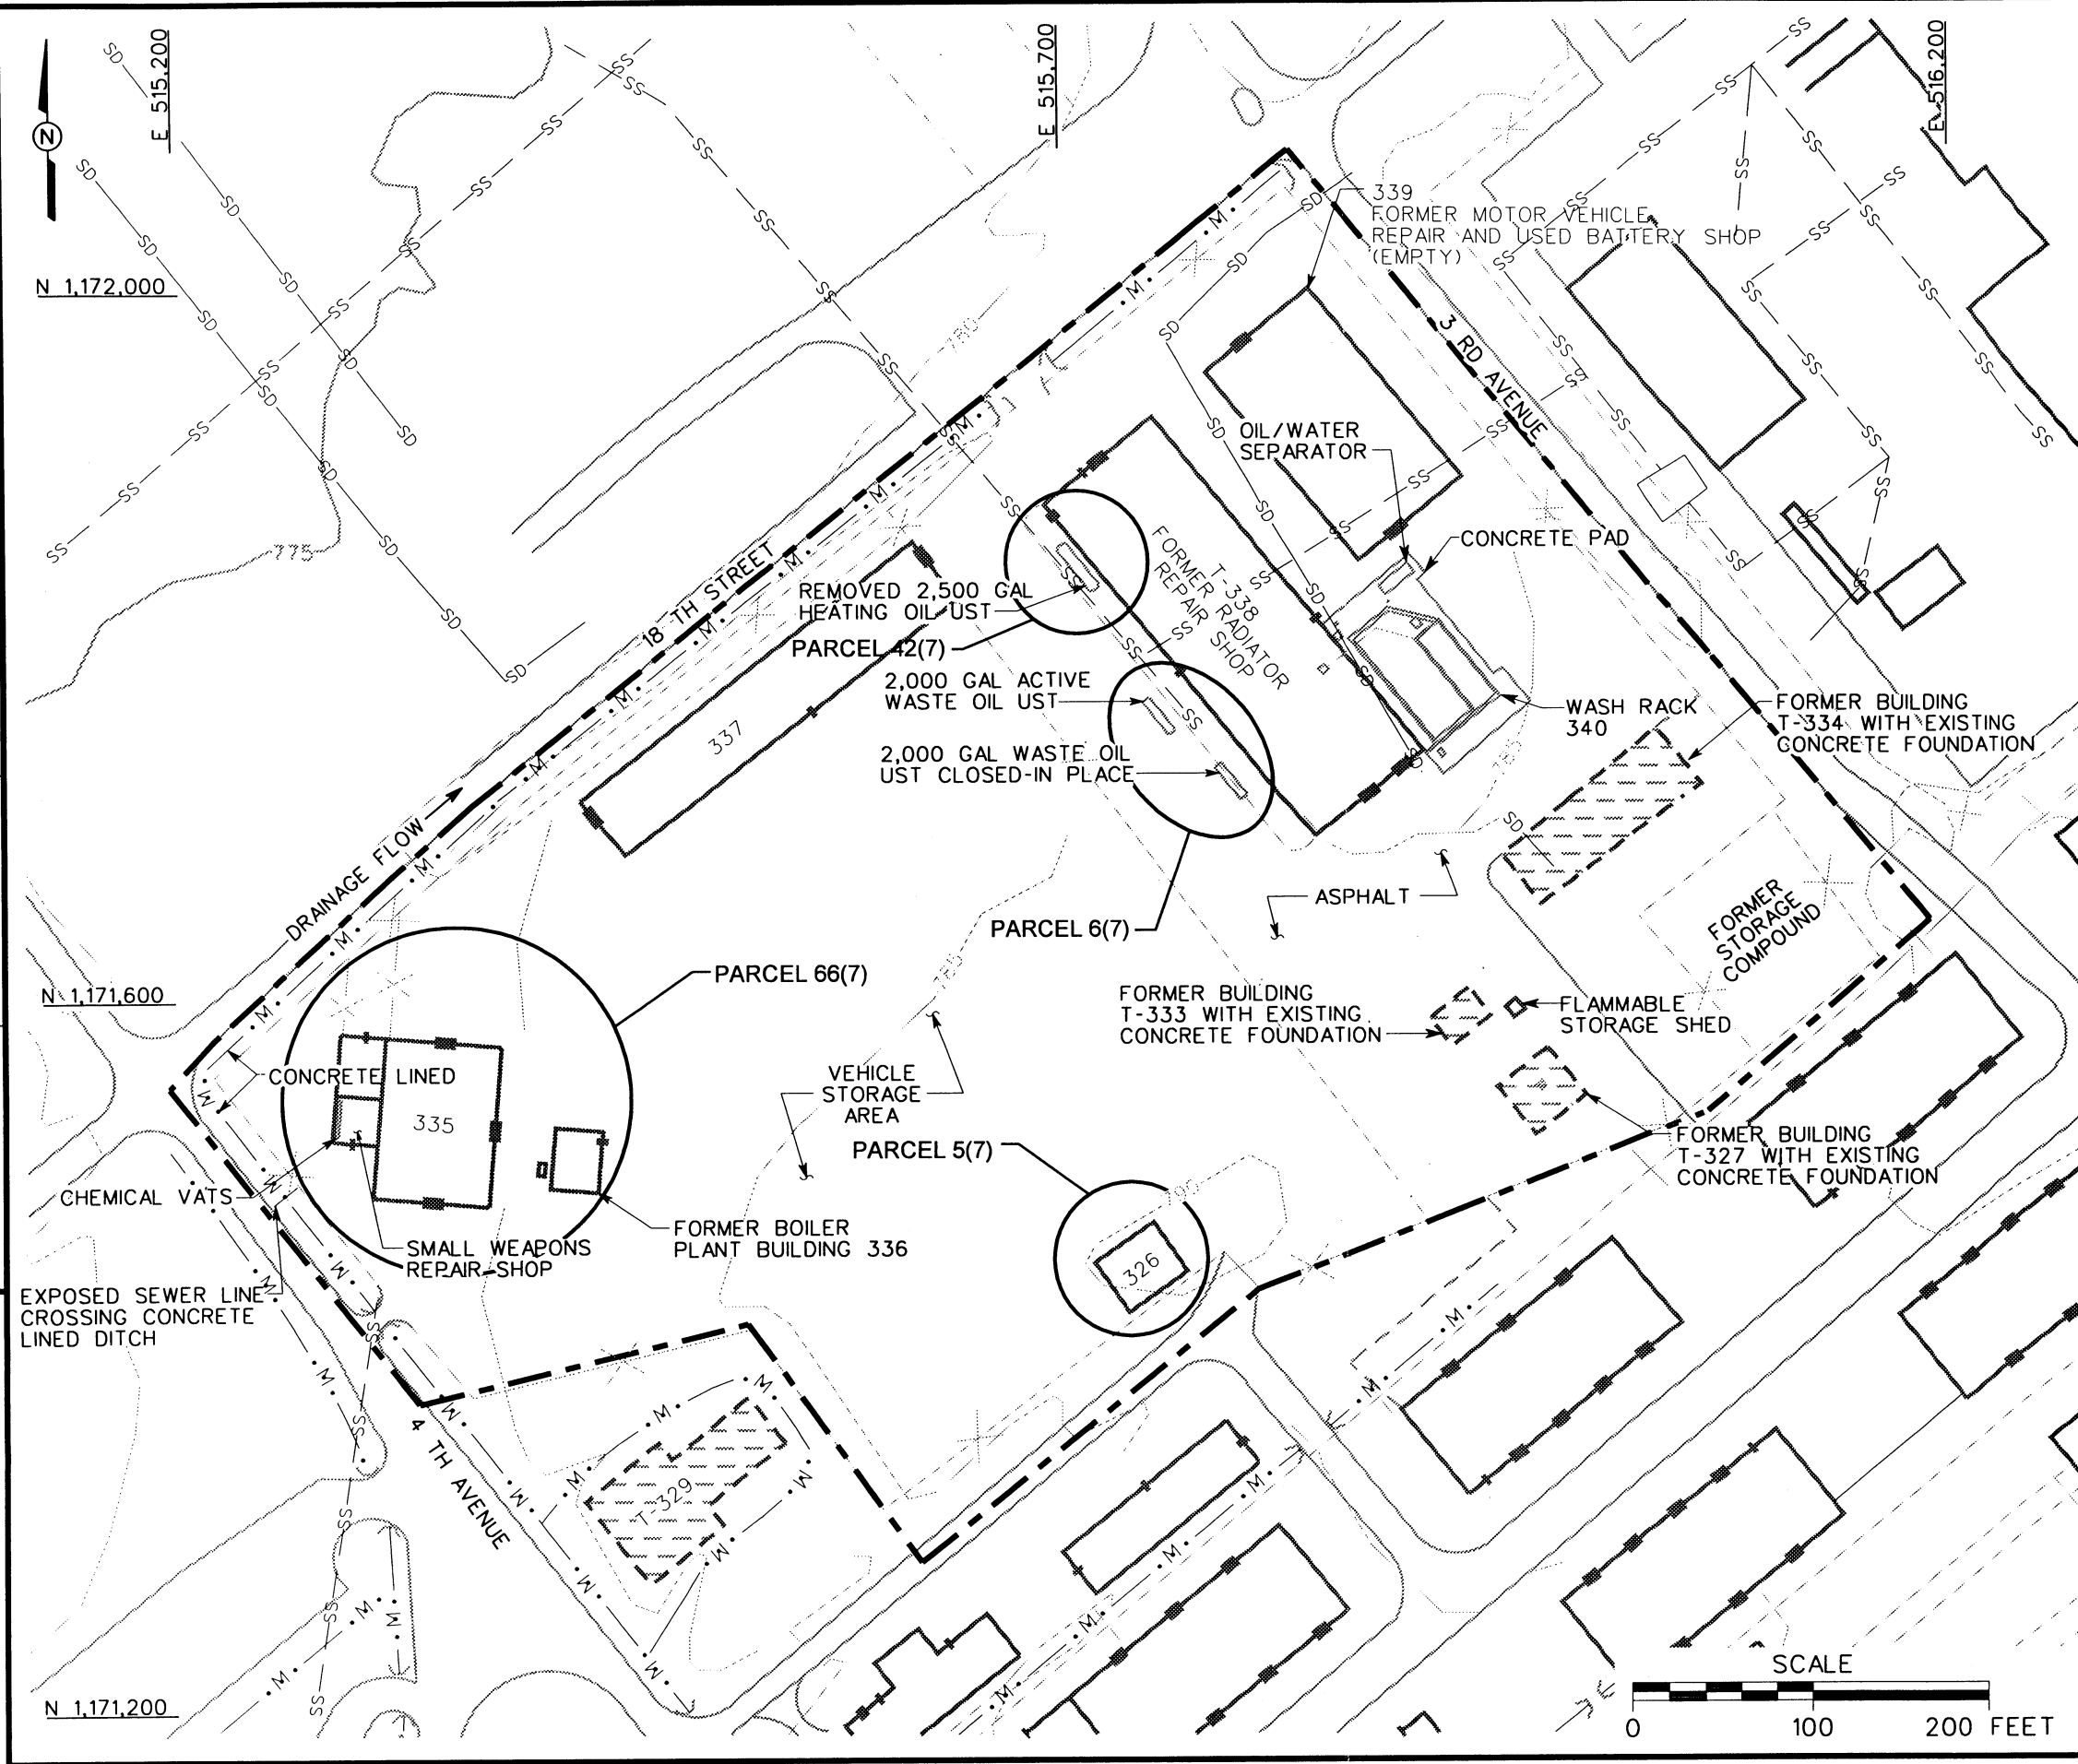 E 515,200
E 515,700
E 516,200
N
N 1,172,000
339
FORMER MOTOR VEHICLE
REPAIR AND USED BATTERY SHOP
(EMPTY)
780
3 RD AVENUE
OIL/WATER
SEPARATOR
CONCRETE PAD
775
18 TH STREET
REMOVED 2,500 GAL
HEATING OIL UST
PARCEL 42(7)
T-338
FORMER RADIATOR
REPAIR SHOP
2,000 GAL ACTIVE
WASTE OIL UST
WASH RACK
340
FORMER BUILDING
T-334 WITH EXISTING
CONCRETE FOUNDATION
337
2,000 GAL WASTE OIL
UST CLOSED-IN PLACE
785
DRAINAGE FLOW
ASPHALT
PARCEL 6(7)
FORMER
STORAGE
COMPOUND
PARCEL 66(7)
785
N 1,171,600
FORMER BUILDING
T-333 WITH EXISTING
CONCRETE FOUNDATION
FLAMMABLE
STORAGE SHED
CONCRETE LINED
335
VEHICLE
STORAGE
AREA
PARCEL 5(7)
FORMER BUILDING
T-327 WITH EXISTING
CONCRETE FOUNDATION
CHEMICAL VATS
790
SMALL WEAPONS
REPAIR SHOP
FORMER BOILER
PLANT BUILDING 336
326
EXPOSED SEWER LINE
CROSSING CONCRETE
LINED DITCH
4 TH AVENUE
T-329
N 1,171,200
SCALE
0 100 200 FEET